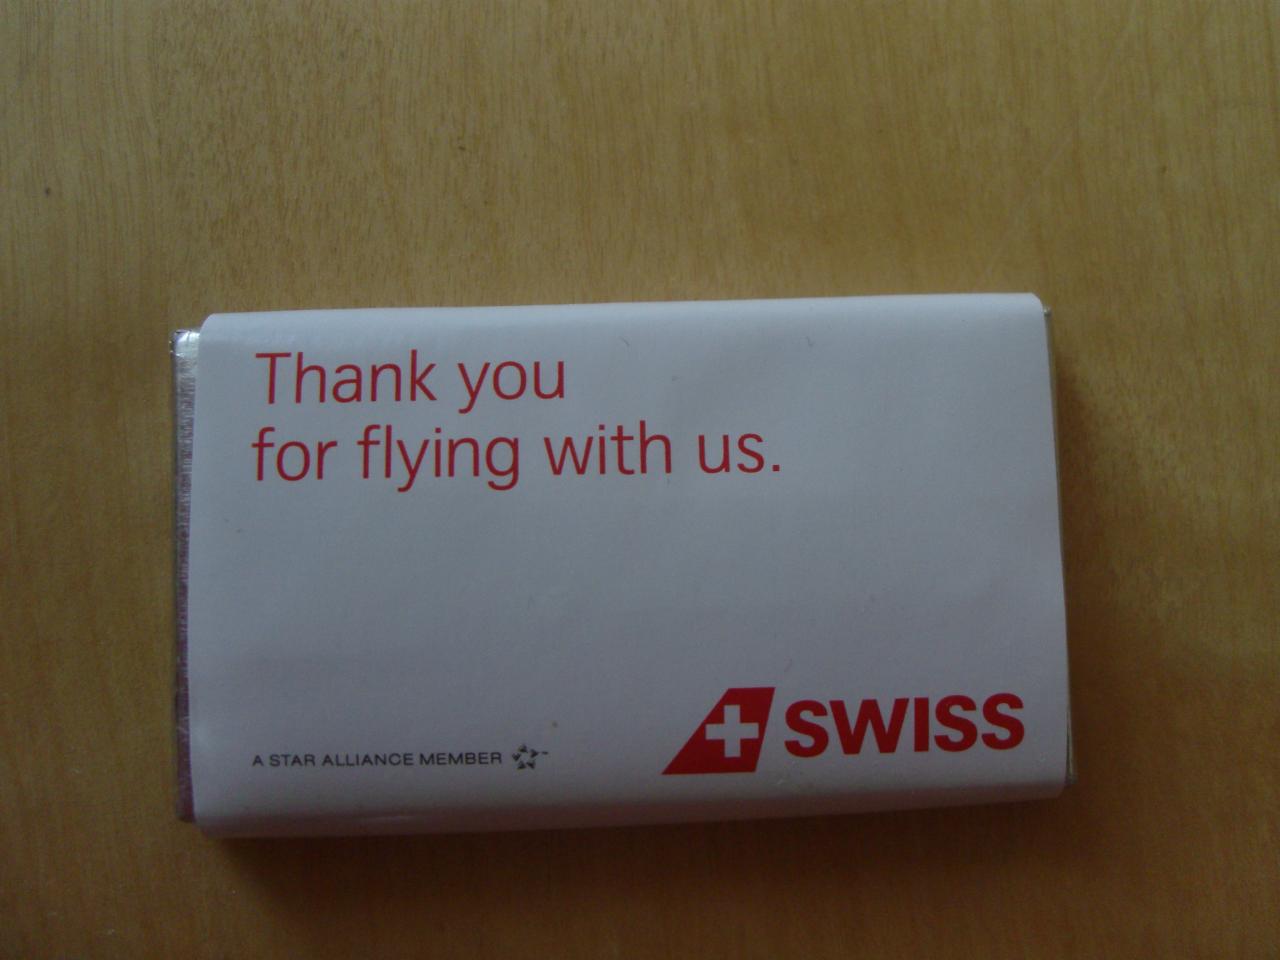 Thank you
for flying with us.
A STAR ALLIANCE MEMBER
SWISS